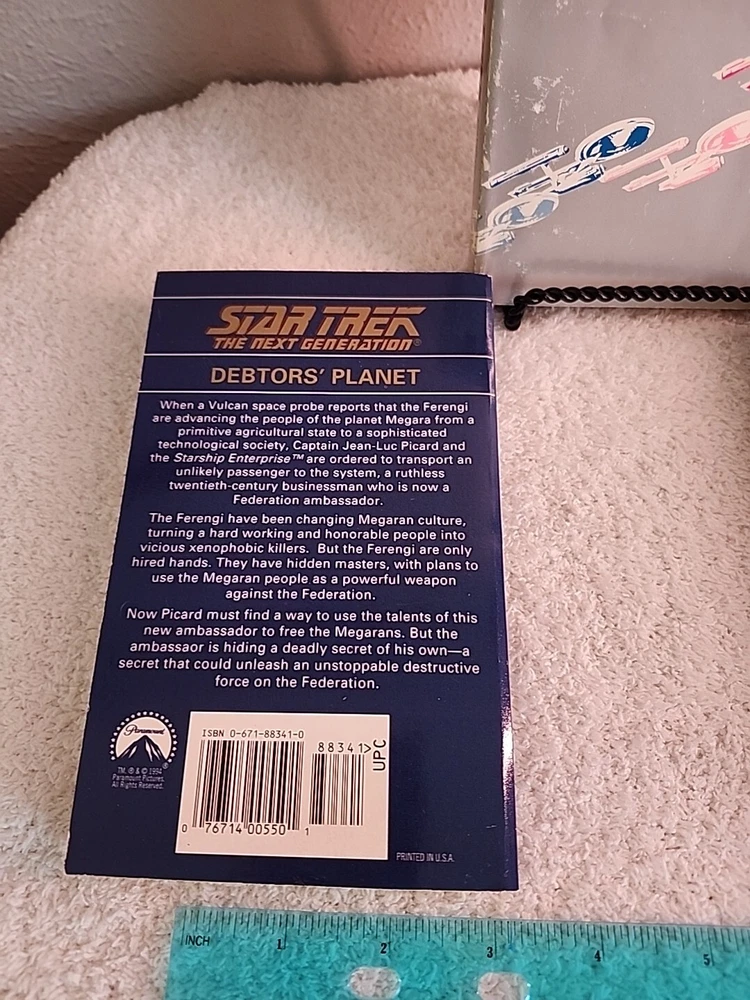 STAR TREK
THE NEXT GENERATION®
DEBTORS' PLANET
When a Vulcan space probe reports that the Ferengi
are advancing the people of the planet Megara from a
primitive agricultural state to a sophisticated
technological society, Captain Jean-Luc Picard and
the Starship Enterprise™ are ordered to transport an
unlikely passenger to the system, a ruthless
twentieth-century businessman who is now a
Federation ambassador.
The Ferengi have been changing Megaran culture,
turning a hard working and honorable people into
vicious xenophobic killers. But the Ferengi are only
hired hands. They have hidden masters, with plans to
use the Megaran people as a powerful weapon
against the Federation.
Now Picard must find a way to use the talents of this
new ambassador to free the Megarans. But the
ambassaor is hiding a deadly secret of his own—a
secret that could unleash an unstoppable destructive
force on the Federation.
Paramount
®
TM, ® & © 1994
Paramount Pictures.
All Rights Reserved.
ISBN 0-671-88341-0
88341>
UPC
0 76714 00550 1
PRINTED IN U.S.A.
INCH 1 2 3 4 5